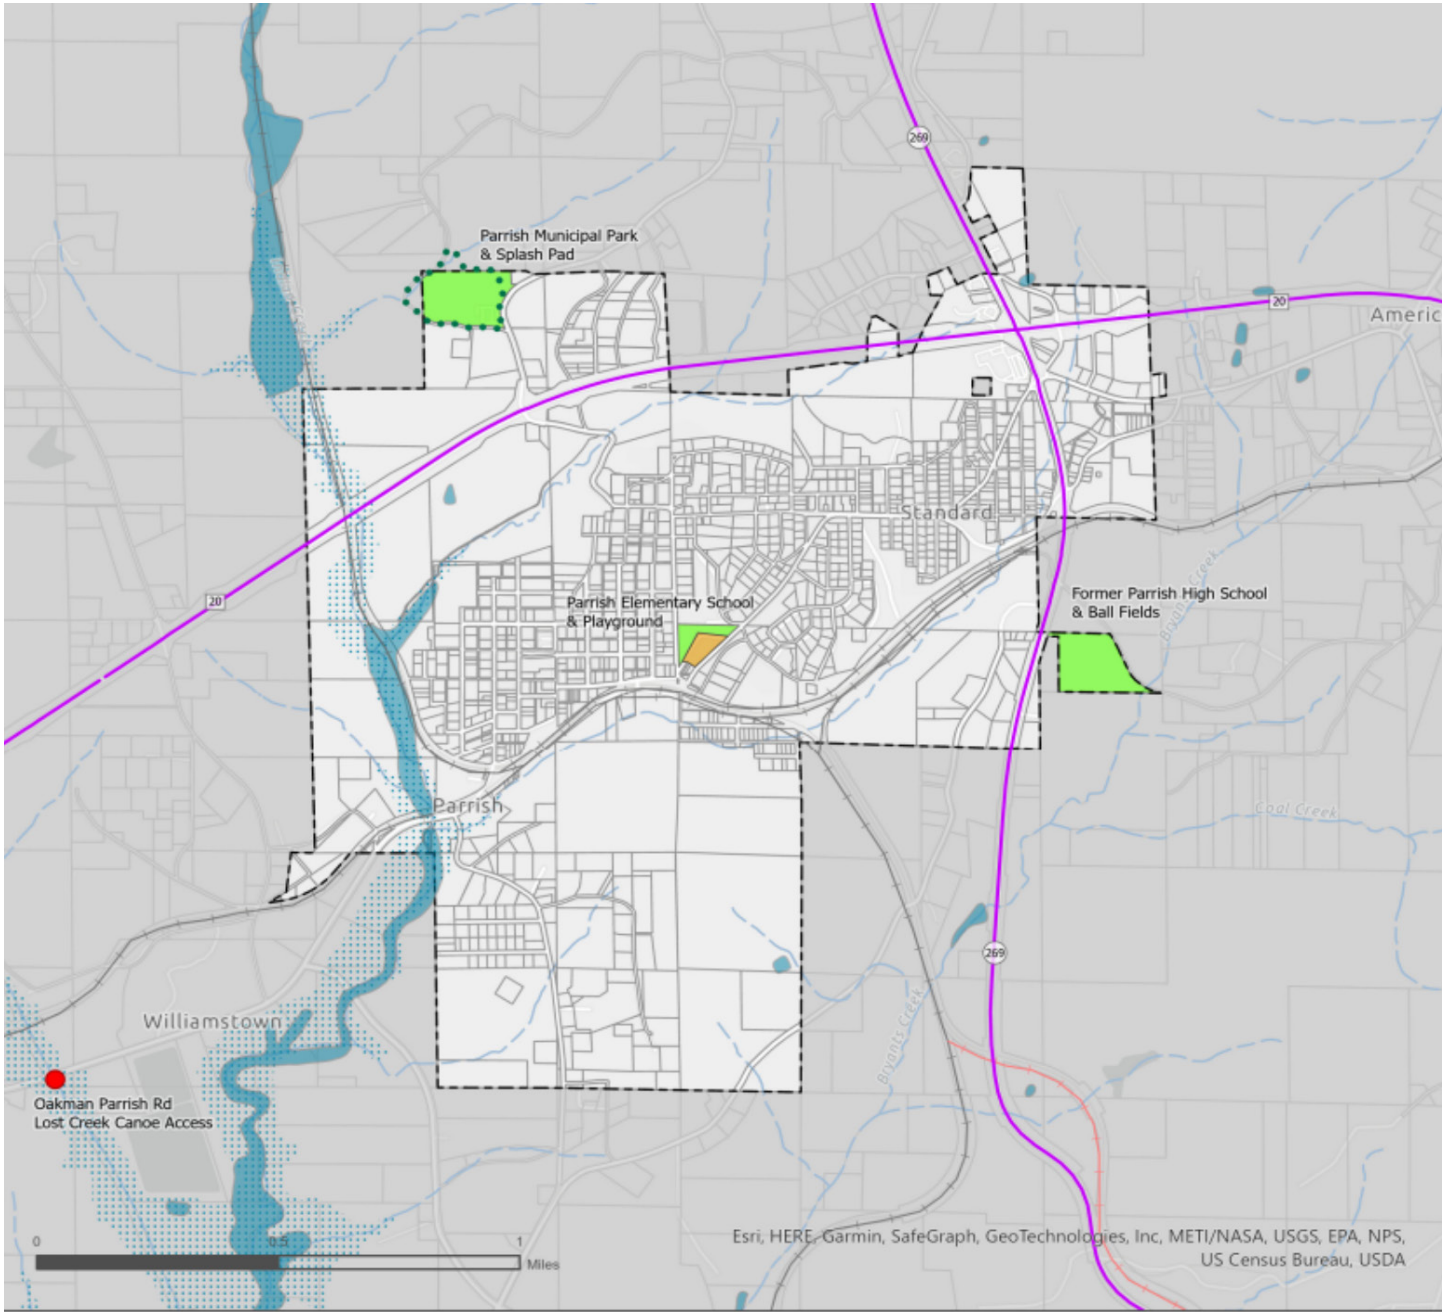 269
Parrish Municipal Park
& Splash Pad
20
Americ
Standard
Parrish Elementary School
& Playground
Former Parrish High School
& Ball Fields
20
Parrish
Coal Creek
269
Williamstown
Bryants Creek
Oakman Parrish Rd
Lost Creek Canoe Access
0 0.5 1
Miles
Esri, HERE, Garmin, SafeGraph, GeoTechnologies, Inc, METI/NASA, USGS, EPA, NPS,
US Census Bureau, USDA